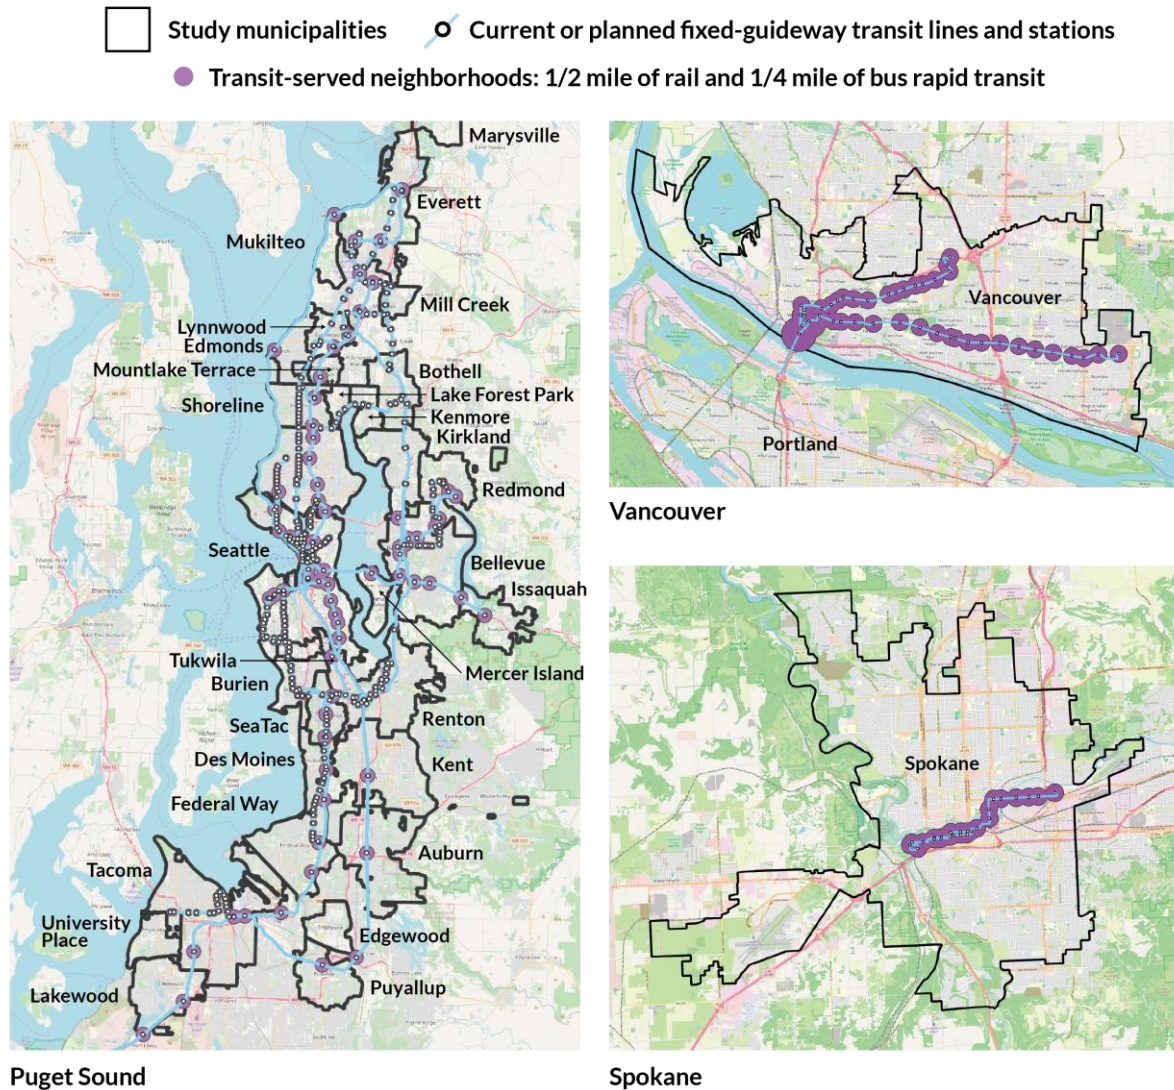 Study municipalities
Current or planned fixed-guideway transit lines and stations
Transit-served neighborhoods: 1/2 mile of rail and 1/4 mile of bus rapid transit
Marysville
Everett
Mukilteo
Mill Creek
Lynnwood
Edmonds
Mountlake Terrace
Bothell
Lake Forest Park
Shoreline
Kenmore
Kirkland
Redmond
Seattle
Bellevue
Issaquah
Tukwila
Mercer Island
Burien
Renton
SeaTac
Des Moines
Kent
Federal Way
Auburn
Tacoma
University
Place
Edgewood
Lakewood
Puyallup
Puget Sound
Vancouver
Portland
Vancouver
Spokane
Spokane